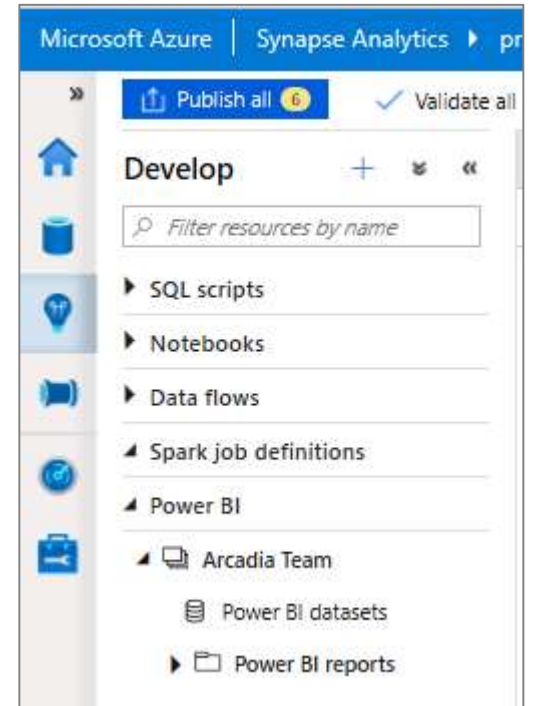 Microsoft Azure Synapse Analytics pr
Publish all 6 Validate all
Develop
Filter resources by name
SQL scripts
Notebooks
Data flows
Spark job definitions
Power BI
Arcadia Team
Power BI datasets
Power BI reports